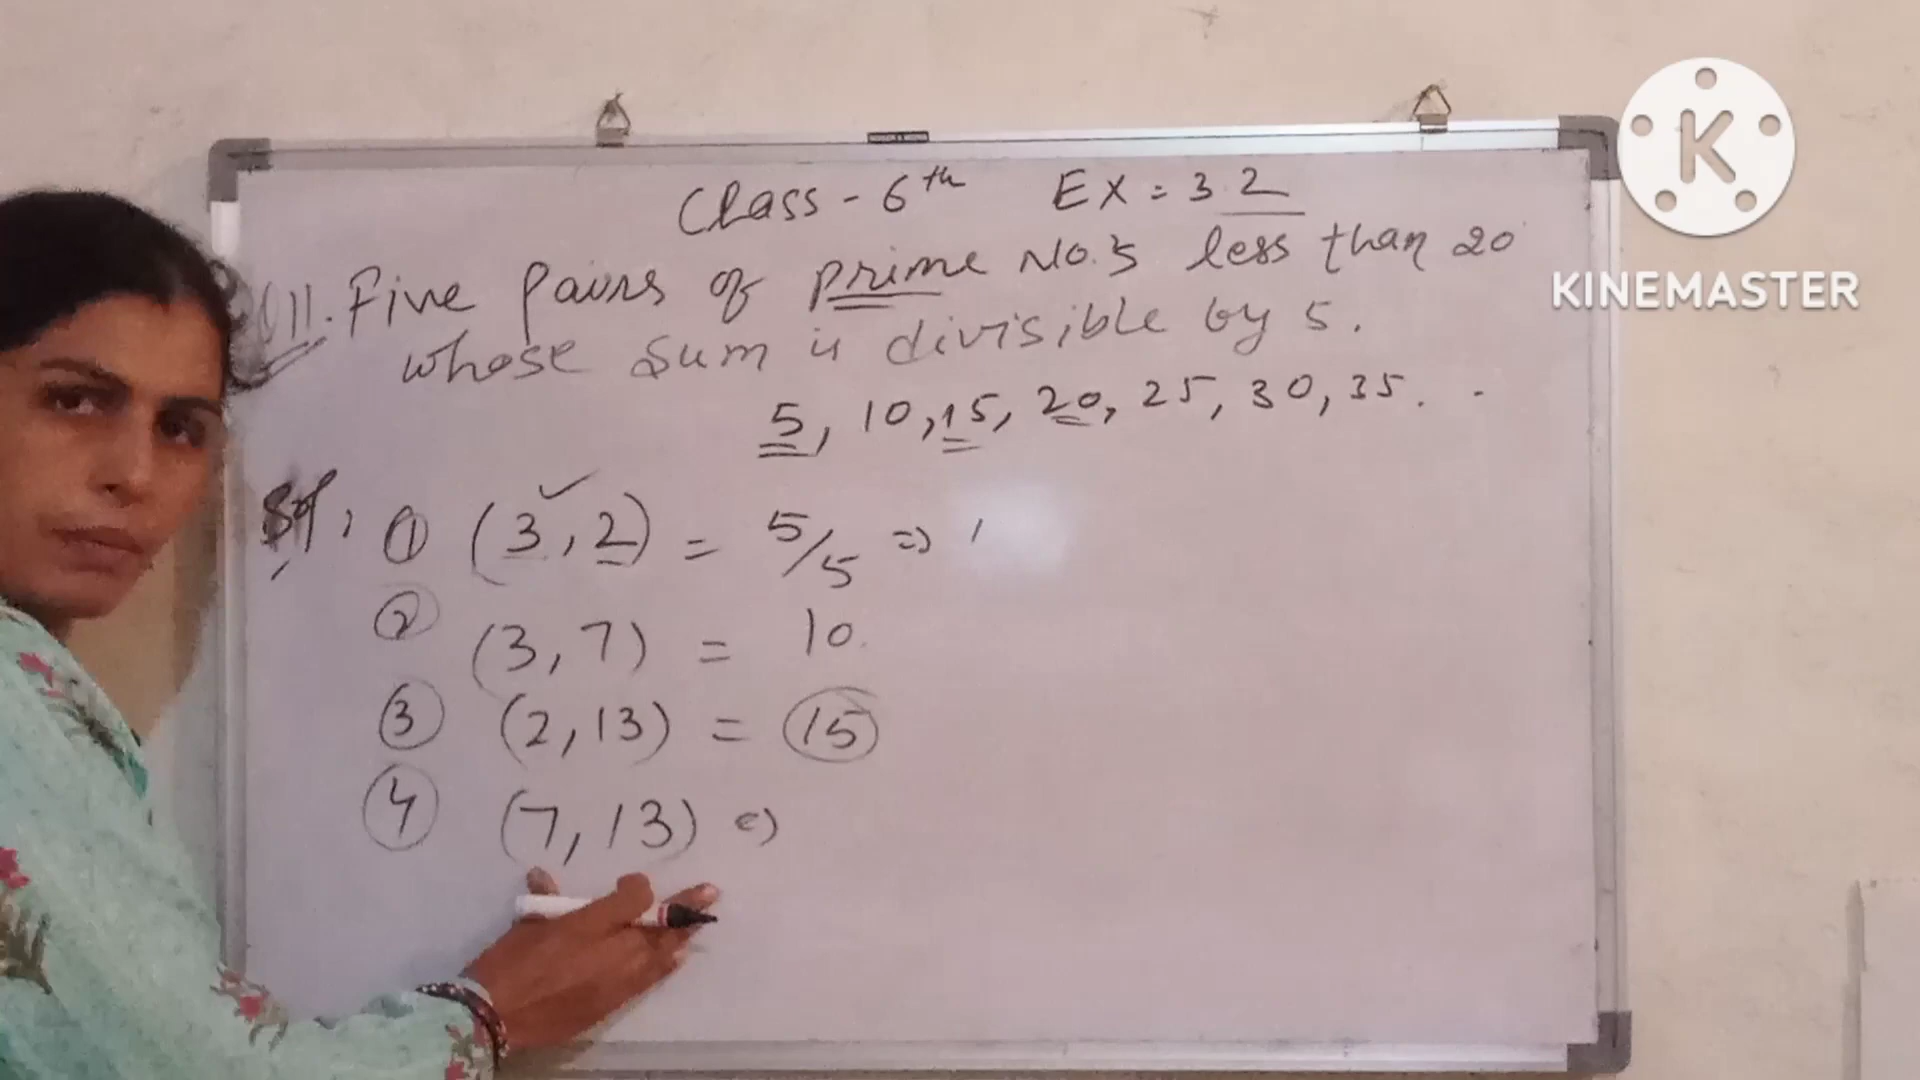 Class - 6th EX = 3.2
Q11. Five Pairs of prime No.s less than 20
whose sum is divisible by 5.
5, 10, 15, 20, 25, 30, 35. .
Sol, ① (3, 2) = 5/5 => 1
② (3, 7) = 10.
③ (2, 13) = 15
④ (7, 13) =>
K
KINEMASTER